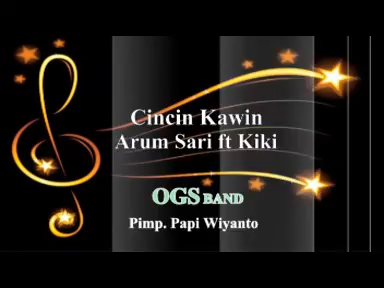 Cincin Kawin
Arum Sari ft Kiki
OGS BAND
Pimp. Papi Wiyanto